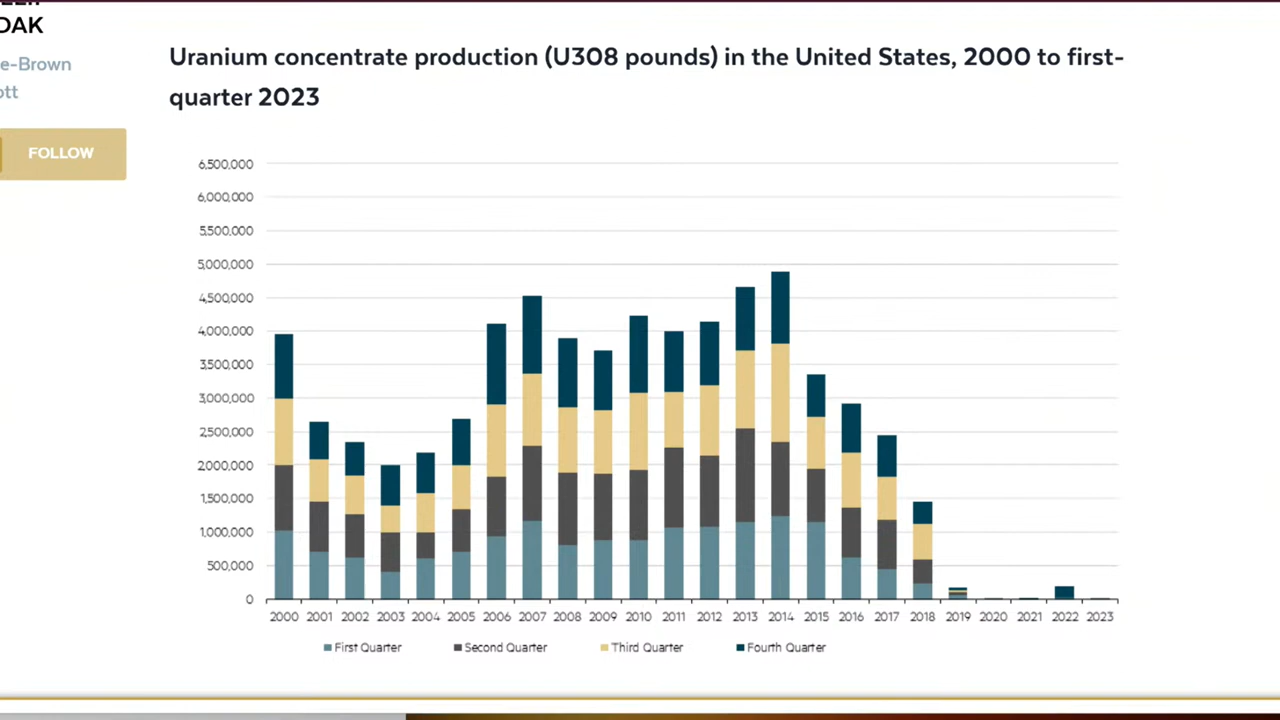 DAK
e-Brown
ott
FOLLOW
Uranium concentrate production (U3O8 pounds) in the United States, 2000 to first-
quarter 2023
6,500,000
6,000,000
5,500,000
5,000,000
4,500,000
4,000,000
3,500,000
3,000,000
2,500,000
2,000,000
1,500,000
1,000,000
500,000
0
2000 2001 2002 2003 2004 2005 2006 2007 2008 2009 2010 2011 2012 2013 2014 2015 2016 2017 2018 2019 2020 2021 2022 2023
First Quarter Second Quarter Third Quarter Fourth Quarter